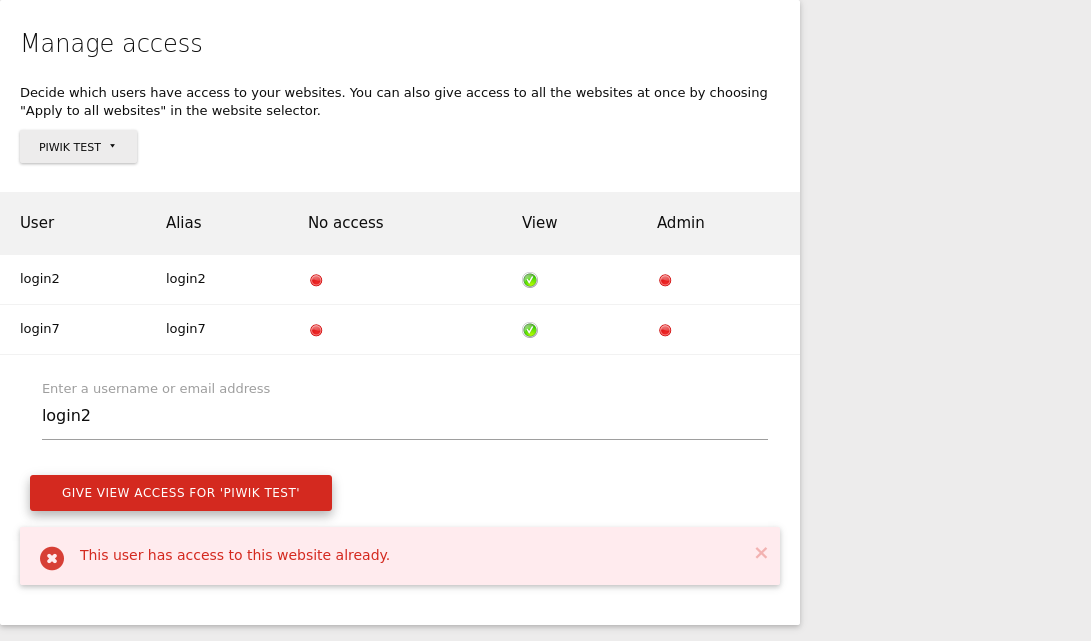 Manage access
Decide which users have access to your websites. You can also give access to all the websites at once by choosing
"Apply to all websites" in the website selector.
PIWIK TEST
User Alias No access View Admin
login2 login2
login7 login7
Enter a username or email address
login2
GIVE VIEW ACCESS FOR 'PIWIK TEST'
This user has access to this website already.